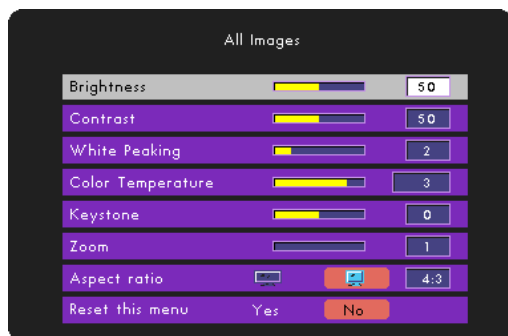 All Images
Brightness 50
Contrast 50
White Peaking 2
Color Temperature 3
Keystone 0
Zoom 1
Aspect ratio 4:3
Reset this menu Yes No